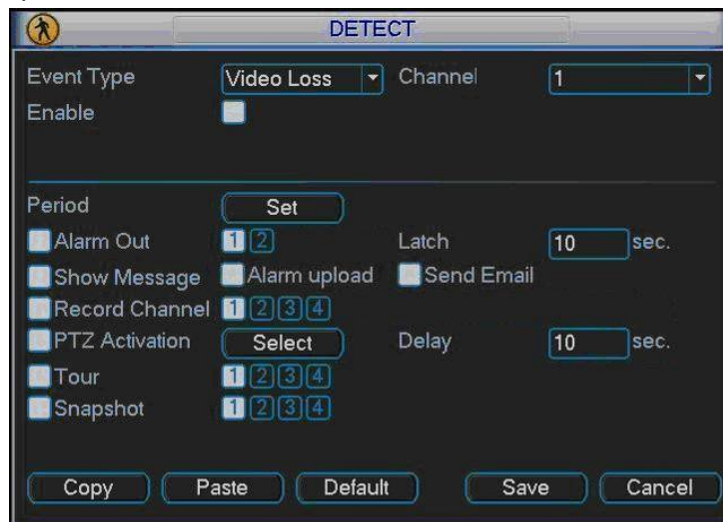 DETECT
Event Type Video Loss Channel 1
Enable
Period Set
Alarm Out 1 2 Latch 10 sec.
Show Message Alarm upload Send Email
Record Channel 1 2 3 4
PTZ Activation Select Delay 10 sec.
Tour 1 2 3 4
Snapshot 1 2 3 4
Copy Paste Default Save Cancel